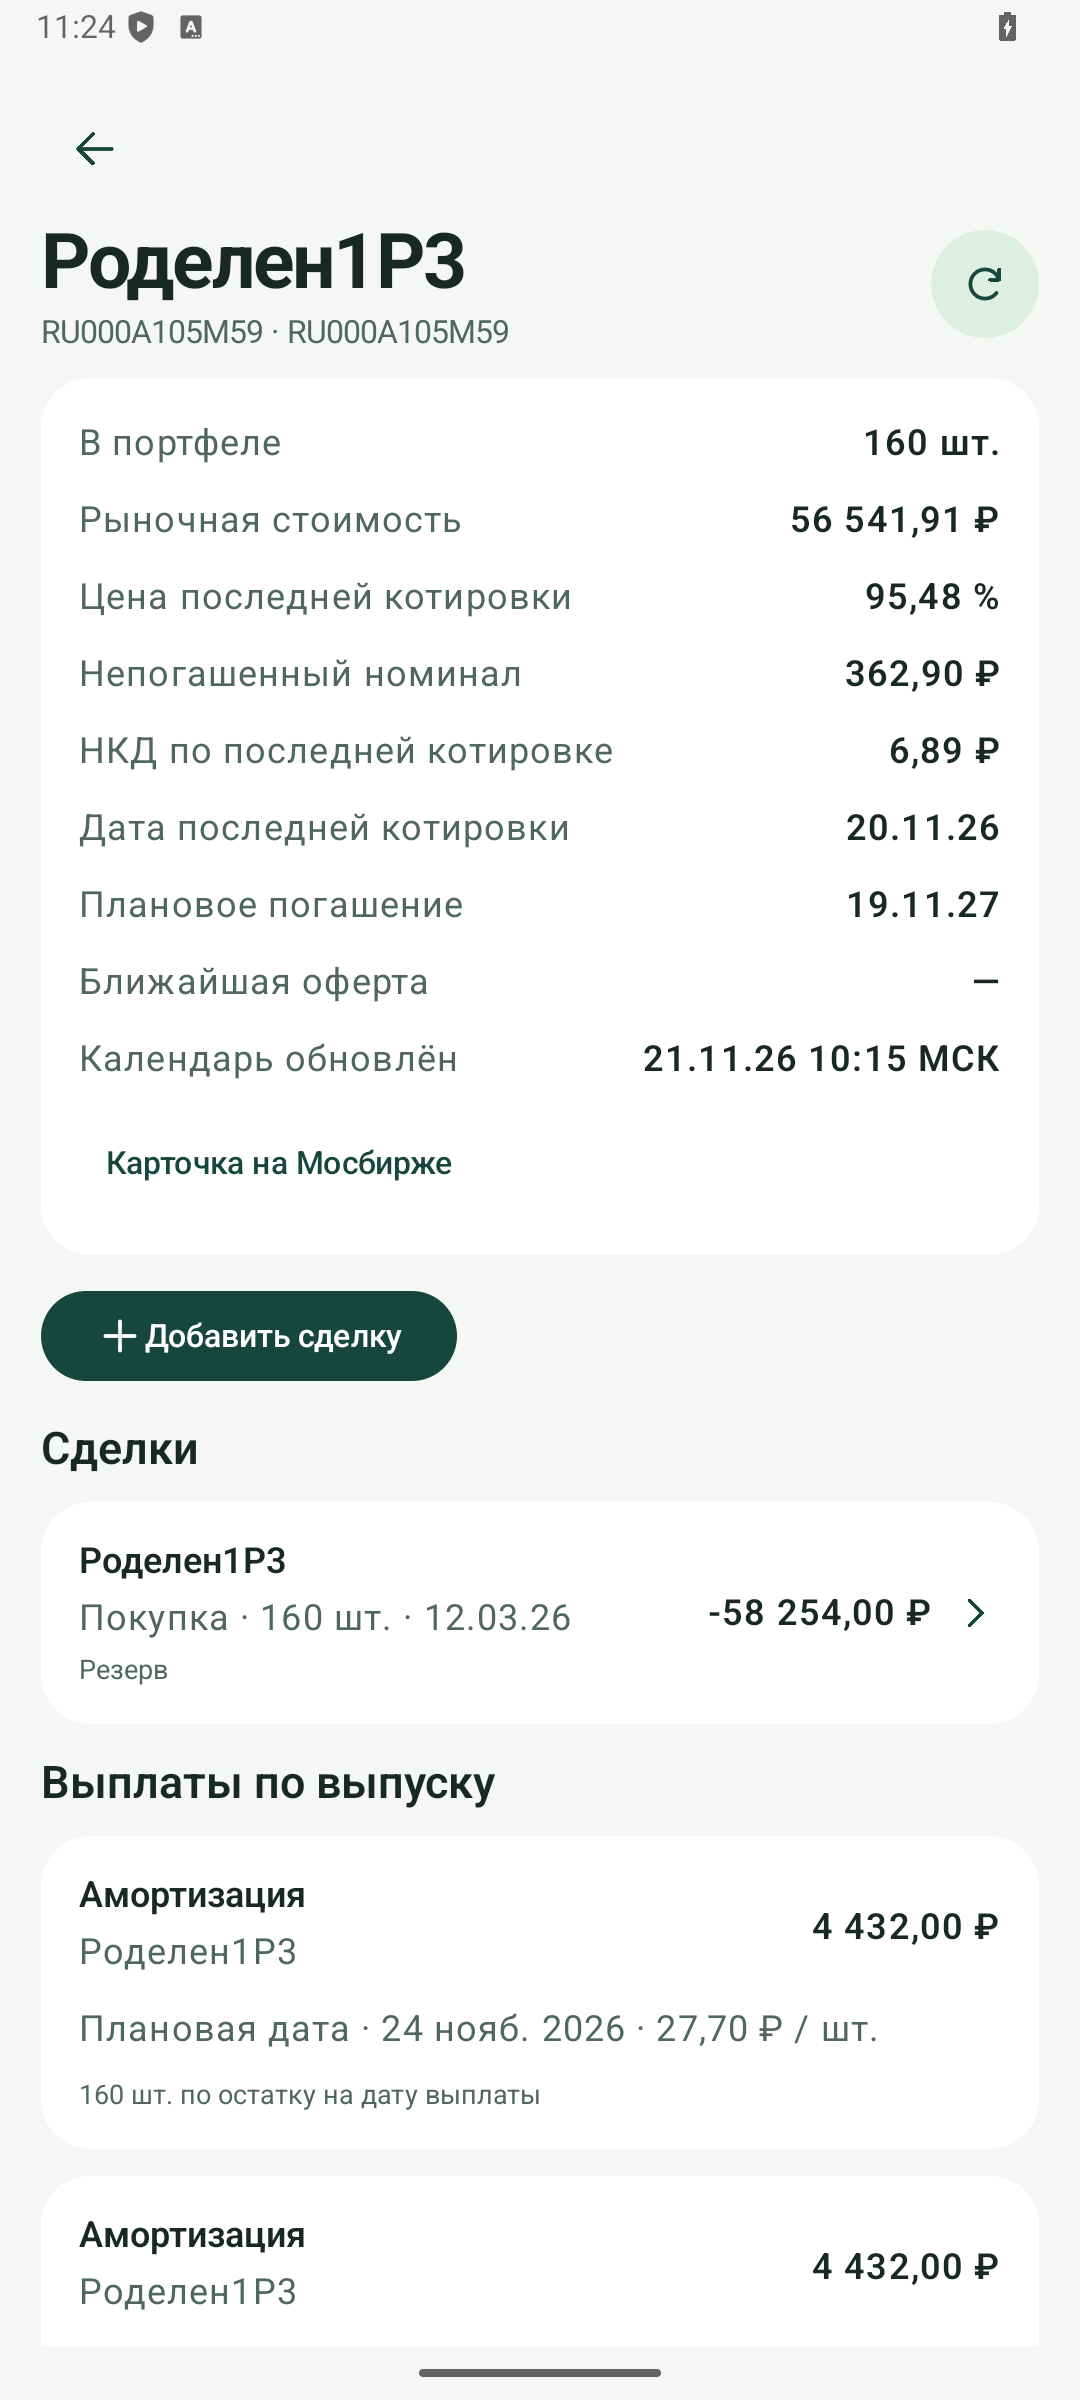 11:24
Роделен1P3
RU000A105M59 · RU000A105M59
В портфеле 160 шт.
Рыночная стоимость 56 541,91 ₽
Цена последней котировки 95,48 %
Непогашенный номинал 362,90 ₽
НКД по последней котировке 6,89 ₽
Дата последней котировки 20.11.26
Плановое погашение 19.11.27
Ближайшая оферта —
Календарь обновлён 21.11.26 10:15 МСК
Карточка на Мосбирже
Добавить сделку
Сделки
Роделен1P3
Покупка · 160 шт. · 12.03.26 -58 254,00 ₽
Резерв
Выплаты по выпуску
Амортизация
Роделен1P3 4 432,00 ₽
Плановая дата · 24 нояб. 2026 · 27,70 ₽ / шт.
160 шт. по остатку на дату выплаты
Амортизация
Роделен1P3 4 432,00 ₽